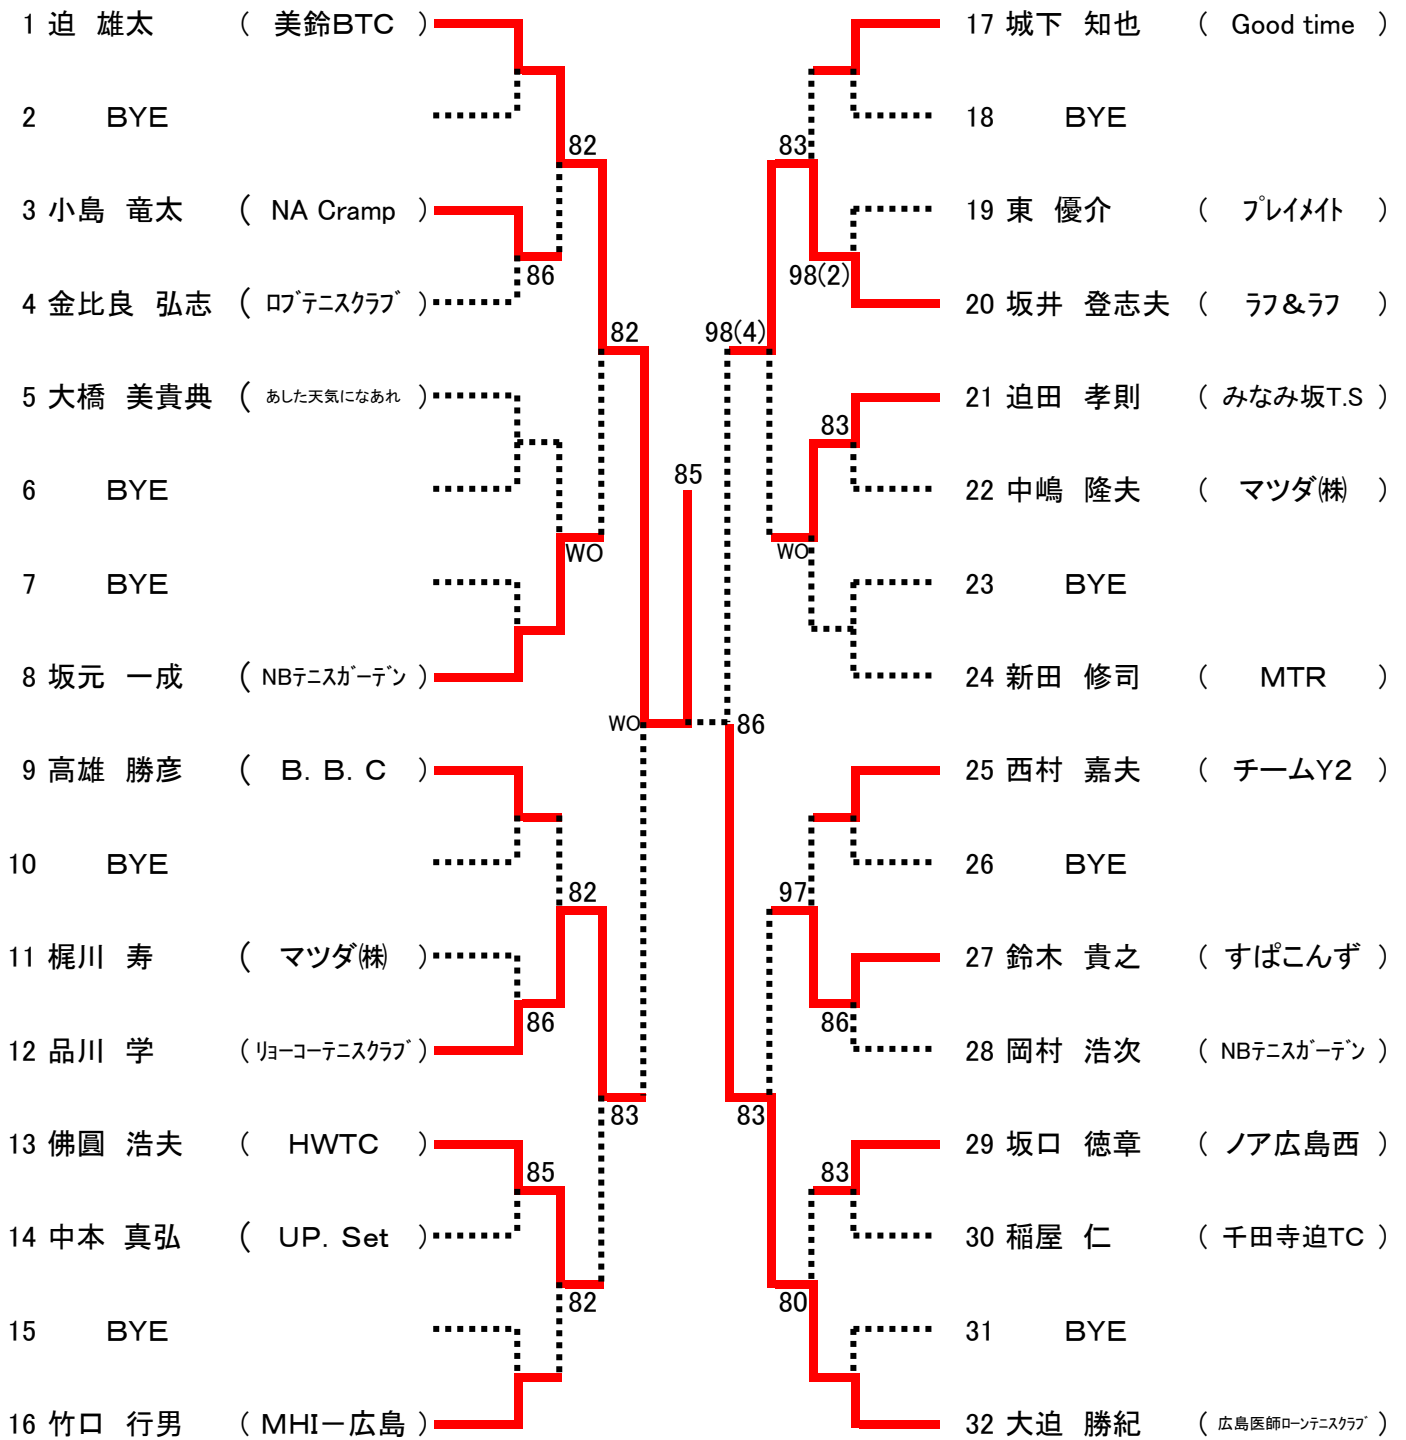 1 迫 雄太 ( 美鈴BTC )
2 BYE
82
3 小島 竜太 ( NA Cramp )
86
4 金比良 弘志 ( ロブテニスクラブ )
82
5 大橋 美貴典 ( あした天気になあれ )
6 BYE
WO
7 BYE
8 坂元 一成 ( NBテニスガーデン )
WO
9 高雄 勝彦 ( B. B. C )
10 BYE
82
11 梶川 寿 ( マツダ㈱ )
86
12 品川 学 ( リョーコーテニスクラブ )
83
13 佛圓 浩夫 ( HWTC )
85
14 中本 真弘 ( UP. Set )
82
15 BYE
16 竹口 行男 ( MHI－広島 )
85
17 城下 知也 ( Good time )
18 BYE
83
19 東 優介 ( プレイメイト )
98(2)
20 坂井 登志夫 ( ラフ&ラフ )
98(4)
21 迫田 孝則 ( みなみ坂T.S )
83
22 中嶋 隆夫 ( マツダ㈱ )
WO
23 BYE
24 新田 修司 ( MTR )
86
25 西村 嘉夫 ( チームY2 )
26 BYE
97
27 鈴木 貴之 ( すぱこんず )
86
28 岡村 浩次 ( NBテニスガーデン )
83
29 坂口 徳章 ( ノア広島西 )
83
30 稲屋 仁 ( 千田寺迫TC )
80
31 BYE
32 大迫 勝紀 ( 広島医師ローンテニスクラブ )